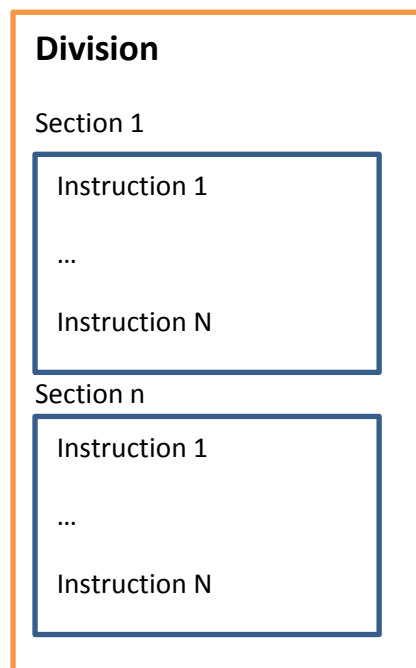 Division
Section 1
Instruction 1
…
Instruction N
Section n
Instruction 1
…
Instruction N